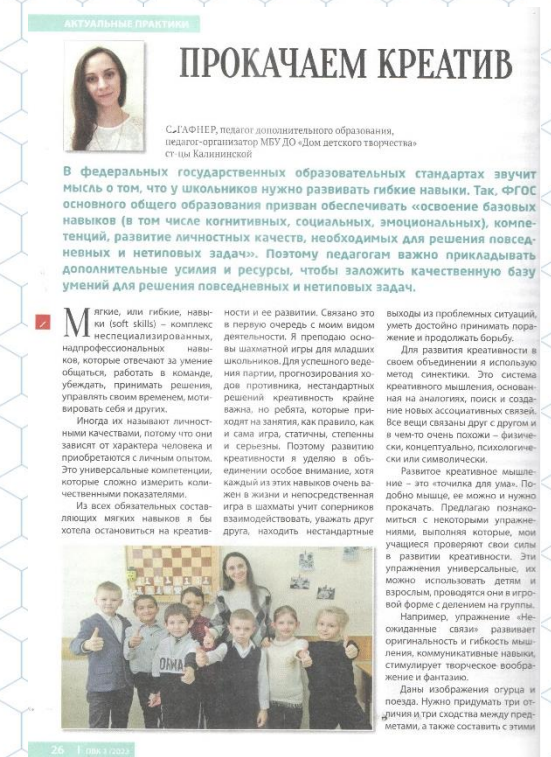 АКТУАЛЬНЫЕ ПРАКТИКИ
ПРОКАЧАЕМ КРЕАТИВ
С. ГАФНЕР, педагог дополнительного образования,
педагог-организатор МБУ ДО «Дом детского творчества»
ст-цы Калининской
В федеральных государственных образовательных стандартах звучит
мысль о том, что у школьников нужно развивать гибкие навыки. Так, ФГОС
основного общего образования призван обеспечивать «освоение базовых
навыков (в том числе когнитивных, социальных, эмоциональных), компе-
тенций, развитие личностных качеств, необходимых для решения повсед-
невных и нетиповых задач». Поэтому педагогам важно прикладывать
дополнительные усилия и ресурсы, чтобы заложить качественную базу
умений для решения повседневных и нетиповых задач.
Мягкие, или гибкие, навы-
ки (soft skills) – комплекс
неспециализированных,
надпрофессиональных навы-
ков, которые отвечают за умение
общаться, работать в команде,
убеждать, принимать решения,
управлять своим временем, моти-
вировать себя и других.
Иногда их называют личност-
ными качествами, потому что они
зависят от характера человека и
приобретаются с личным опытом.
Это универсальные компетенции,
которые сложно измерить коли-
чественными показателями.
Из всех обязательных состав-
ляющих мягких навыков я бы
хотела остановиться на креатив-
ности и ее развитии. Связано это
в первую очередь с моим видом
деятельности. Я преподаю осно-
вы шахматной игры для младших
школьников. Для успешного веде-
ния партии, прогнозирования хо-
дов противника, нестандартных
решений креативность крайне
важна, но ребята, которые при-
ходят на занятия, как правило, как
и сама игра, статичны, степенны
и серьезны. Поэтому развитию
креативности я уделяю в объ-
единении особое внимание, хотя
каждый из этих навыков очень ва-
жен в жизни и непосредственная
игра в шахматы учит соперников
взаимодействовать, уважать друг
друга, находить нестандартные
выходы из проблемных ситуаций,
уметь достойно принимать пора-
жение и продолжать борьбу.
Для развития креативности в
своем объединении я использую
метод синектики. Это система
креативного мышления, основан-
ная на аналогиях, поиск и созда-
ние новых ассоциативных связей.
Все вещи связаны друг с другом и
в чем-то очень похожи – физиче-
ски, концептуально, психологиче-
ски или символически.
Развитое креативное мышле-
ние – это «точилка для ума». По-
добно мышце, ее можно и нужно
прокачать. Предлагаю познако-
миться с некоторыми упражне-
ниями, выполняя которые, мои
учащиеся проверяют свои силы
в развитии креативности. Эти
упражнения универсальные, их
можно использовать детям и
взрослым, проводятся они в игро-
вой форме с делением на группы.
Например, упражнение «Не-
ожиданные связи» развивает
оригинальность и гибкость мыш-
ления, коммуникативные навыки,
стимулирует творческое вообра-
жение и фантазию.
Даны изображения огурца и
поезда. Нужно придумать три от-
личия и три сходства между пред-
метами, а также составить с этими
26 | ПВА 3 / 2023